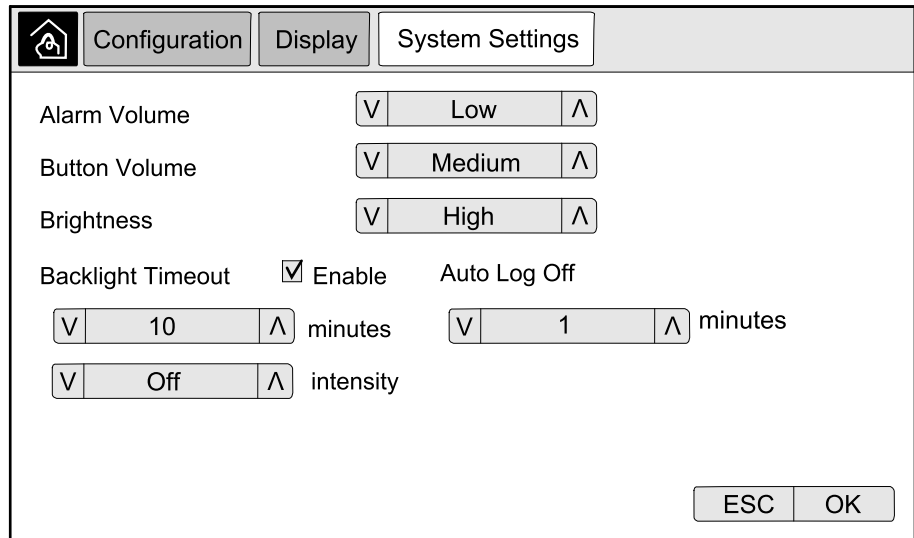 Configuration Display System Settings
Alarm Volume V Low Λ
Button Volume V Medium Λ
Brightness V High Λ
Backlight Timeout Enable Auto Log Off
V 10 Λ minutes V 1 Λ minutes
V Off Λ intensity
ESC OK